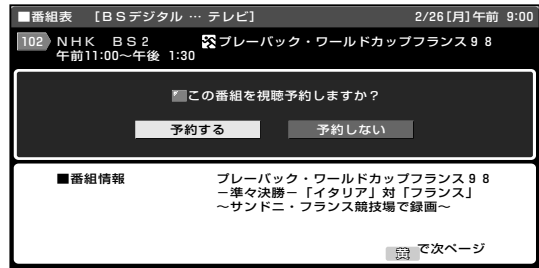 ■番組表 [BSデジタル … テレビ] 2/26[月]午前 9:00
102 NHK BS2 プレーバック・ワールドカップフランス98
午前11:00〜午後 1:30
この番組を視聴予約しますか？
予約する 予約しない
■番組情報 プレーバック・ワールドカップフランス98
−準々決勝−「イタリア」対「フランス」
〜サンドニ・フランス競技場で録画〜
黄 で次ページ